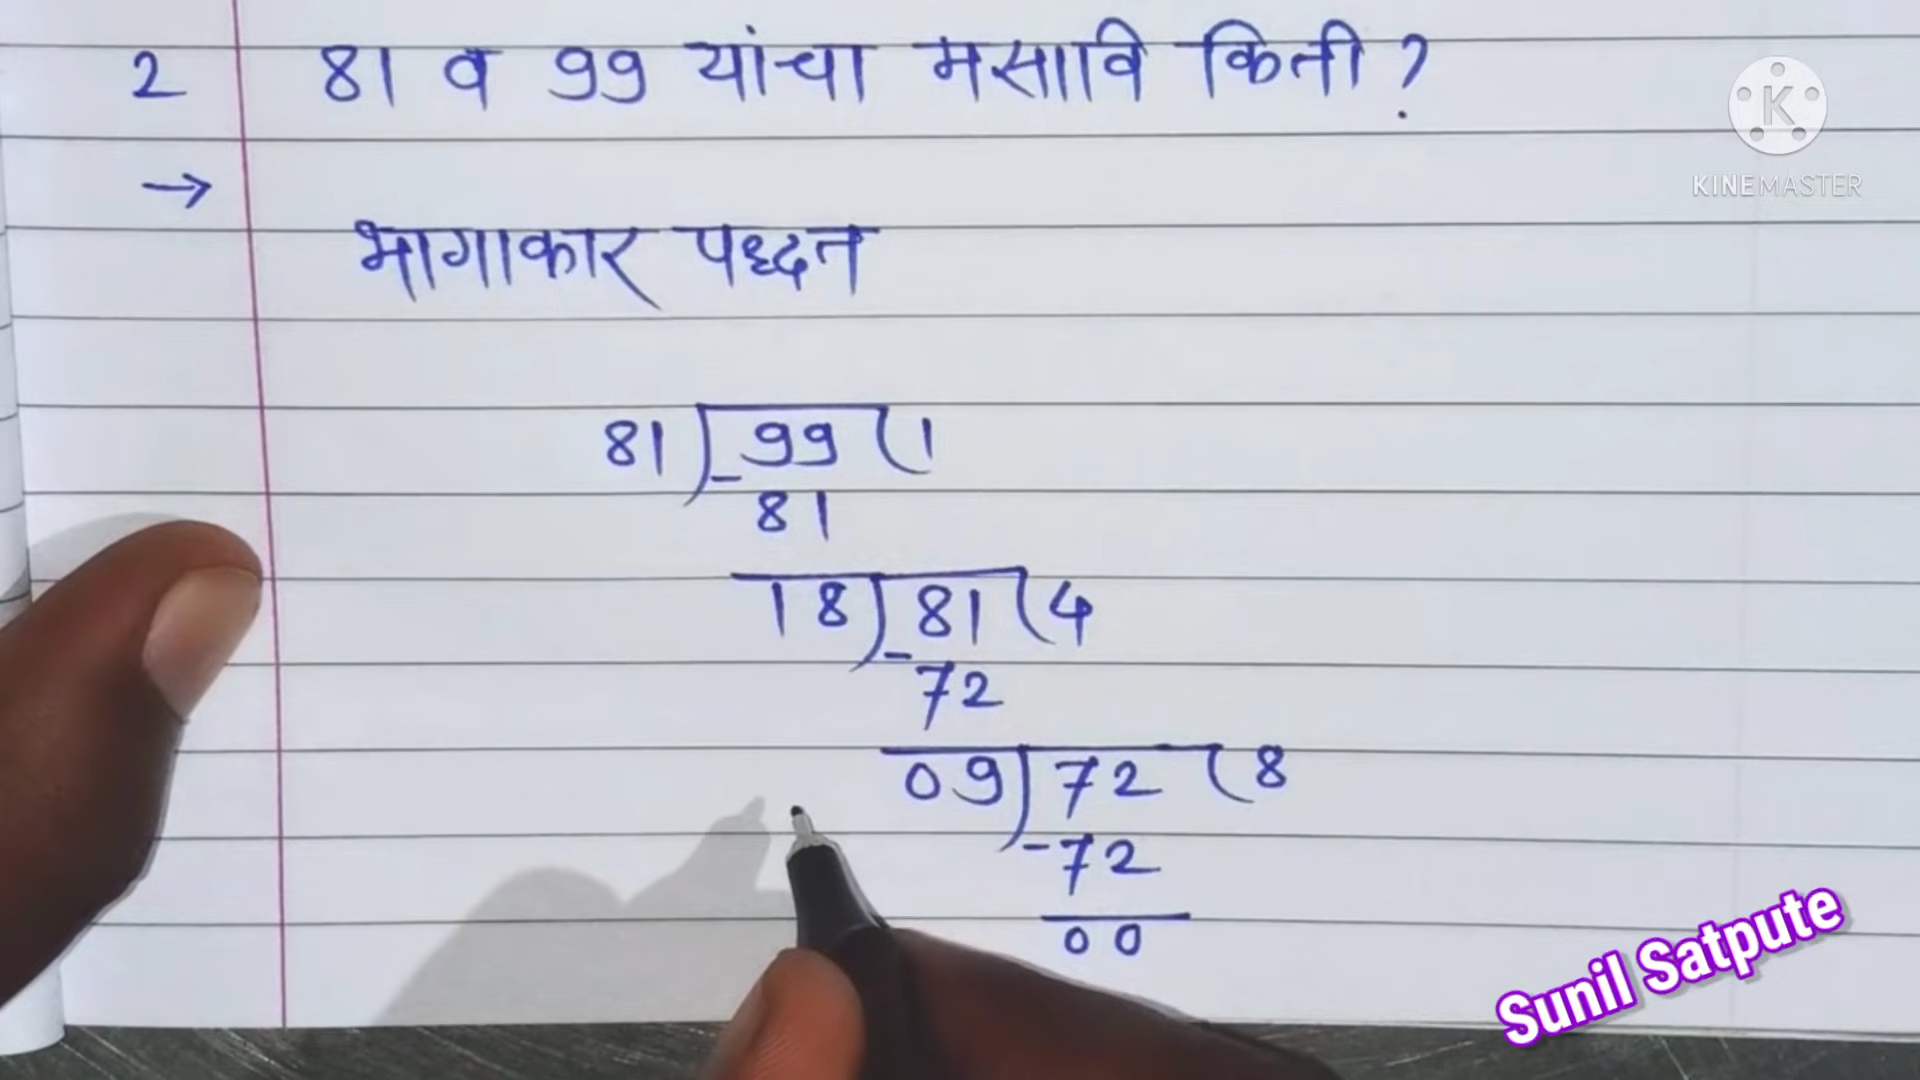 2 81 व 99 यांचा मसावि किती ?
KINEMASTER
→
भागाकार पध्दत
81 ) 99 ( 1
- 81
18 ) 81 ( 4
- 72
09 ) 72 ( 8
- 72
00
Sunil Satpute